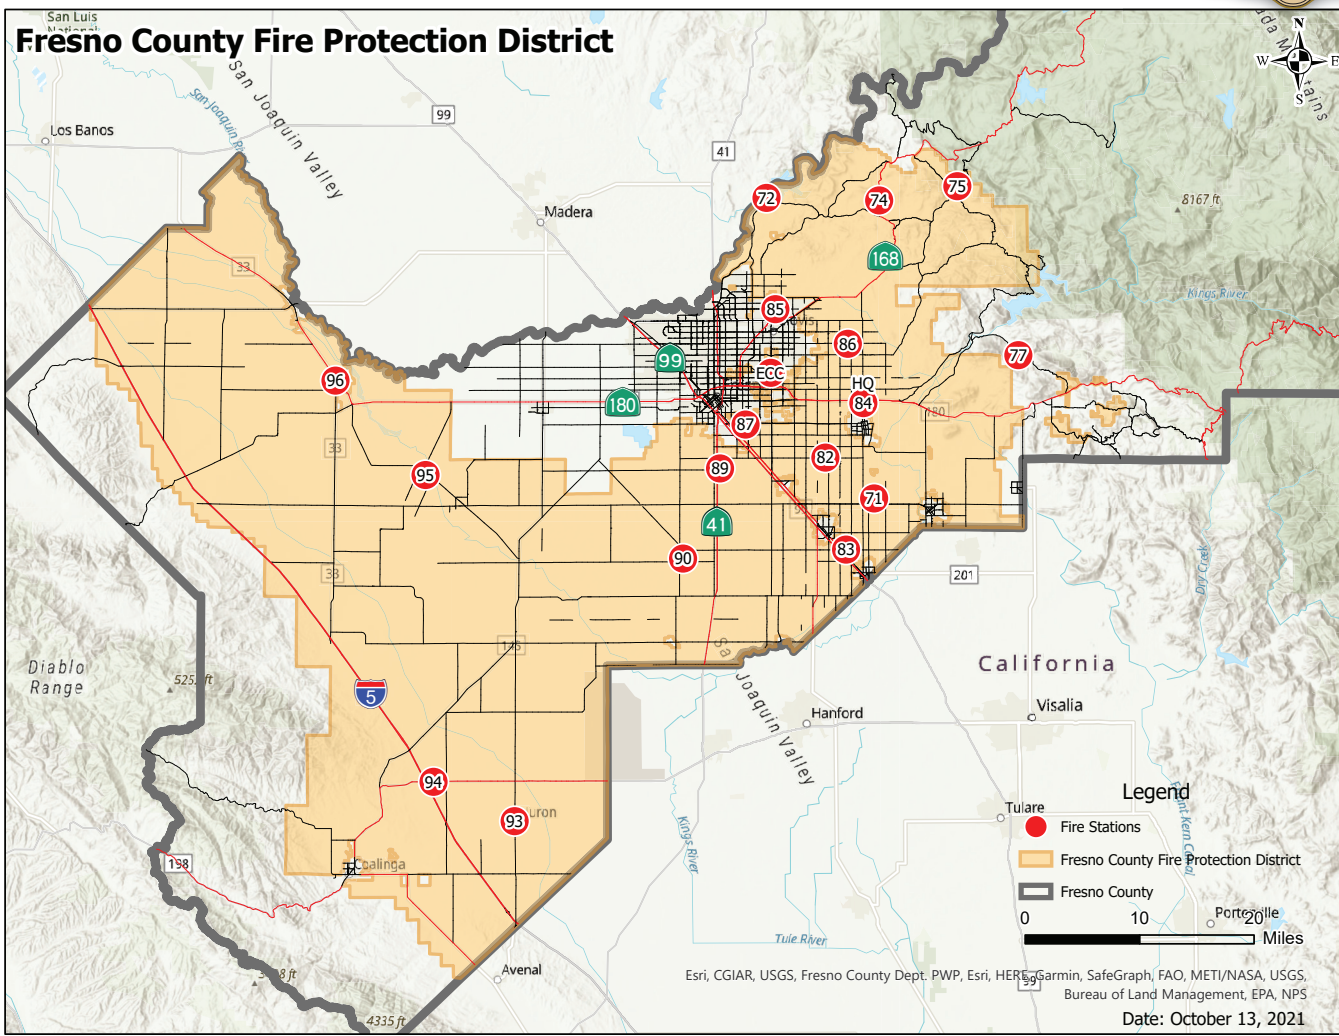 Fresno County Fire Protection District
San Luis
San Joaquin Valley
Los Banos
99
41
N
W
E
S
72
74
75
8167 ft
Madera
168
33
Kings River
85
86
77
99
ECC
HQ
84
96
180
180
87
33
95
89
82
71
41
90
83
33
201
Dry Creek
145
San Joaquin Valley
California
Diablo
Range
5
Hanford
Visalia
94
93
Tulare
Kings River
198
Coalinga
Tule River
Avenal
4335 ft
Legend
Fire Stations
Fresno County Fire Protection District
Fresno County
0
10
20
Miles
Porterville
99
Esri, CGIAR, USGS, Fresno County Dept. PWP, Esri, HERE, Garmin, SafeGraph, FAO, METI/NASA, USGS,
Bureau of Land Management, EPA, NPS
Date: October 13, 2021